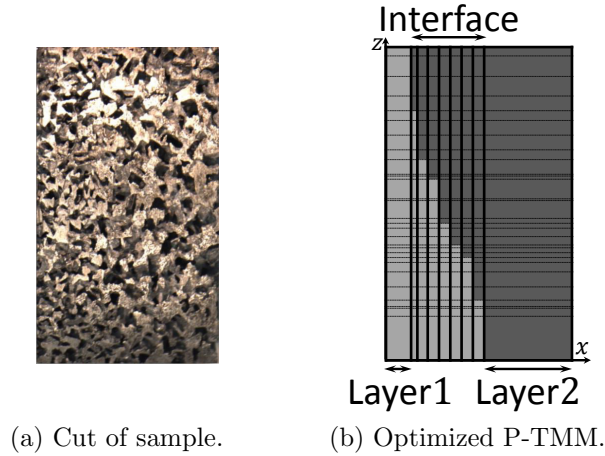 Interface
z
x
Layer1 Layer2
(a) Cut of sample.
(b) Optimized P-TMM.